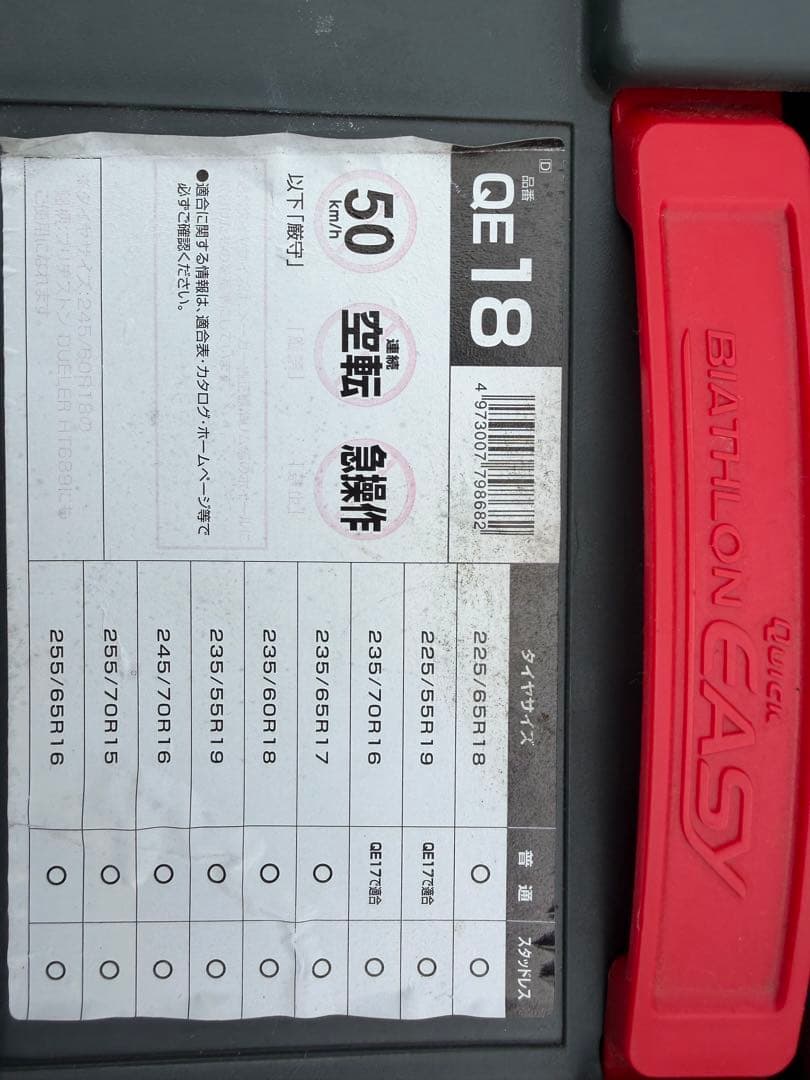 QUICK
BIATHLON EASY
D
品番
QE18
4 973007 798682
50
km/h
以下「厳守」
連続
空転
急操作
●適合に関する情報は、適合表・カタログ・ホームページ等で
必ずご確認ください。
タイヤサイズ 普通 スタッドレス
225/65R18 ○ ○
225/55R19 QE17で適合 ○
235/70R16 QE17で適合 ○
235/65R17 ○ ○
235/60R18 ○ ○
235/55R19 ○ ○
245/70R16 ○ ○
255/70R15 ○ ○
255/65R16 ○ ○